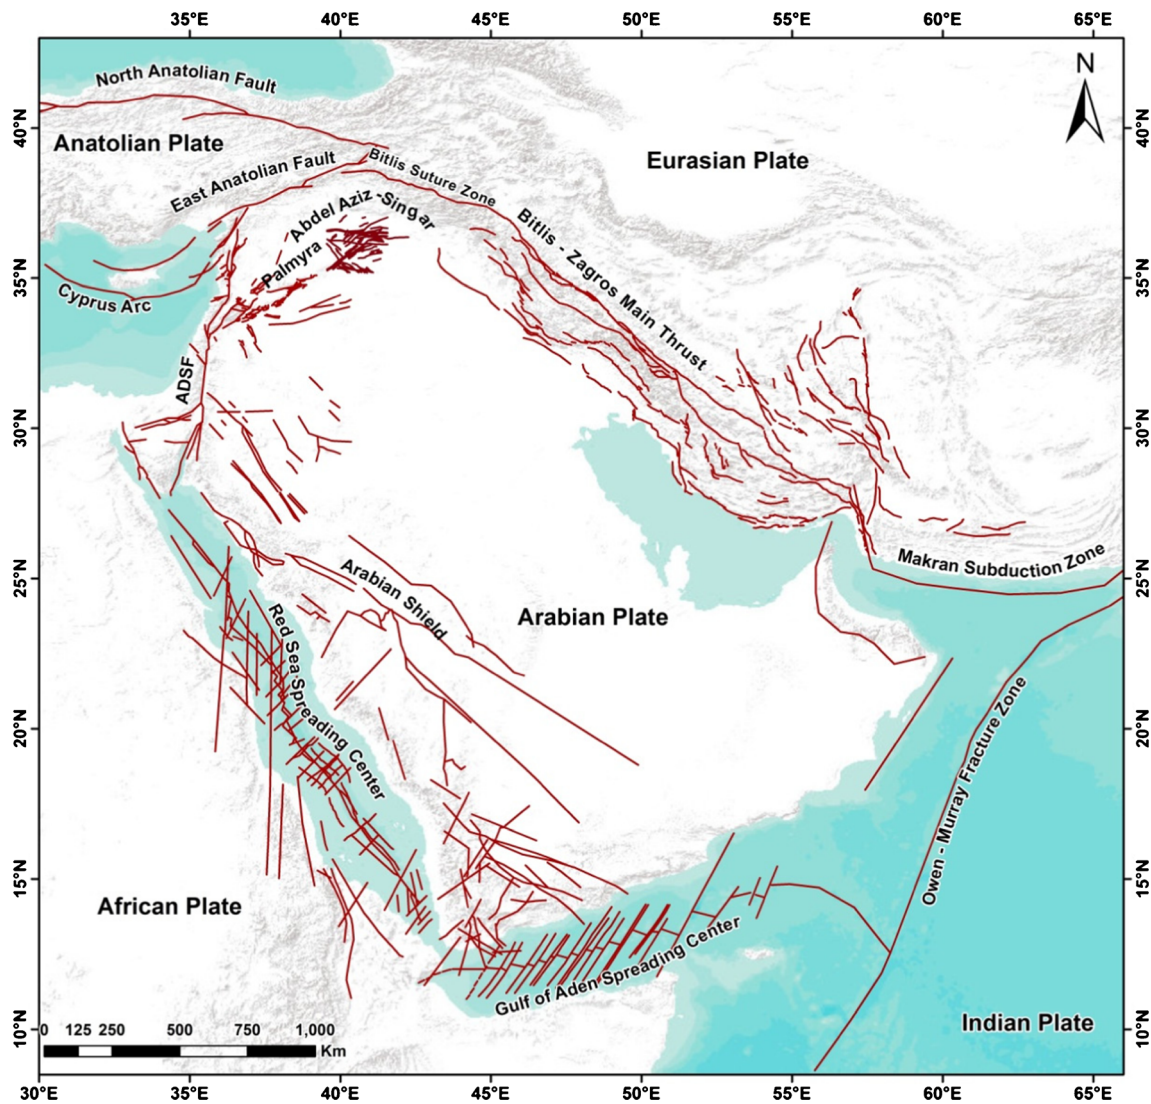 35°E 40°E 45°E 50°E 55°E 60°E 65°E
North Anatolian Fault
N
40°N
40°N
Anatolian Plate
Eurasian Plate
East Anatolian Fault
Bitlis Suture Zone
Abdel Aziz -Singar
Bitlis - Zagros Main Thrust
Palmyra
35°N
35°N
Cyprus Arc
ADSF
30°N
30°N
Makran Subduction Zone
25°N
25°N
Arabian Shield
Arabian Plate
Red Sea Spreading Center
Owen - Murray Fracture Zone
20°N
20°N
15°N
15°N
African Plate
Gulf of Aden Spreading Center
Indian Plate
10°N
10°N
0 125 250 500 750 1,000
Km
30°E 35°E 40°E 45°E 50°E 55°E 60°E 65°E